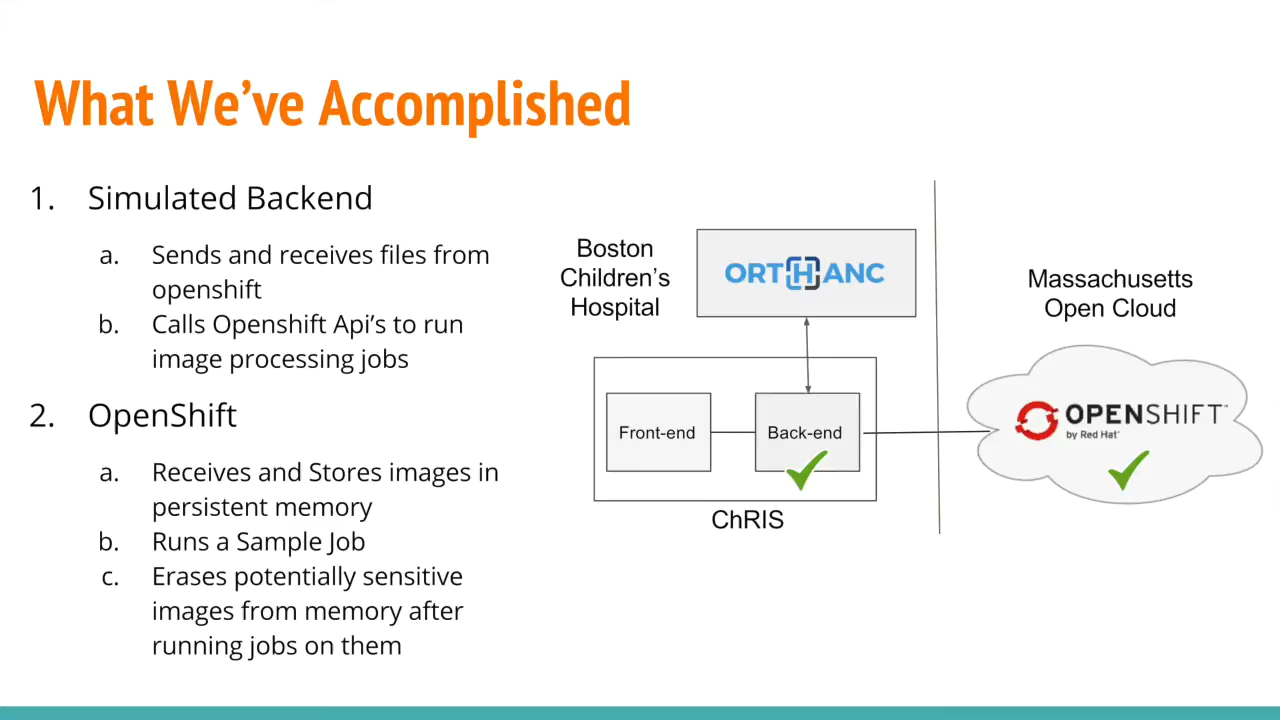 What We’ve Accomplished
1. Simulated Backend
a. Sends and receives files from
openshift
b. Calls Openshift Api’s to run
image processing jobs
2. OpenShift
a. Receives and Stores images in
persistent memory
b. Runs a Sample Job
c. Erases potentially sensitive
images from memory after
running jobs on them
Boston
Children’s
Hospital
ORTHANC
Front-end
Back-end
ChRIS
Massachusetts
Open Cloud
OPENSHIFT
by Red Hat